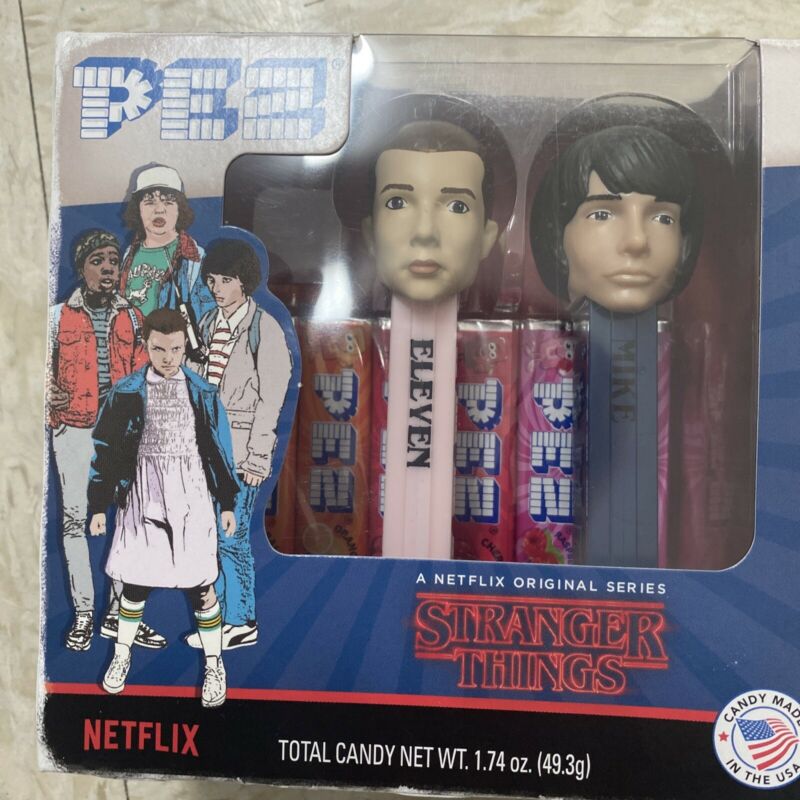 PEZ®
ELEVEN
MIKE
PEZ
PEZ
PEZ
A NETFLIX ORIGINAL SERIES
STRANGER
THINGS
NETFLIX
TOTAL CANDY NET WT. 1.74 oz. (49.3g)
CANDY MADE
IN THE USA